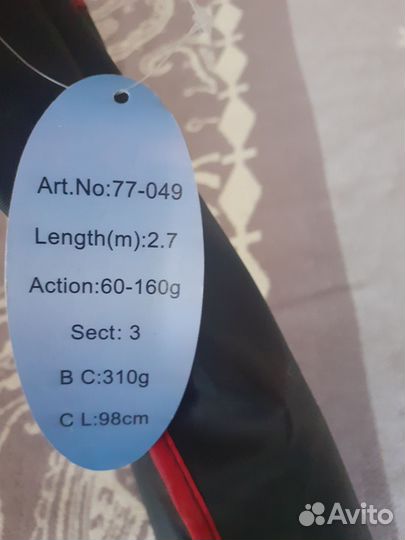 Art.No:77-049
Length(m):2.7
Action:60-160g
Sect: 3
B C:310g
C L:98cm
Avito